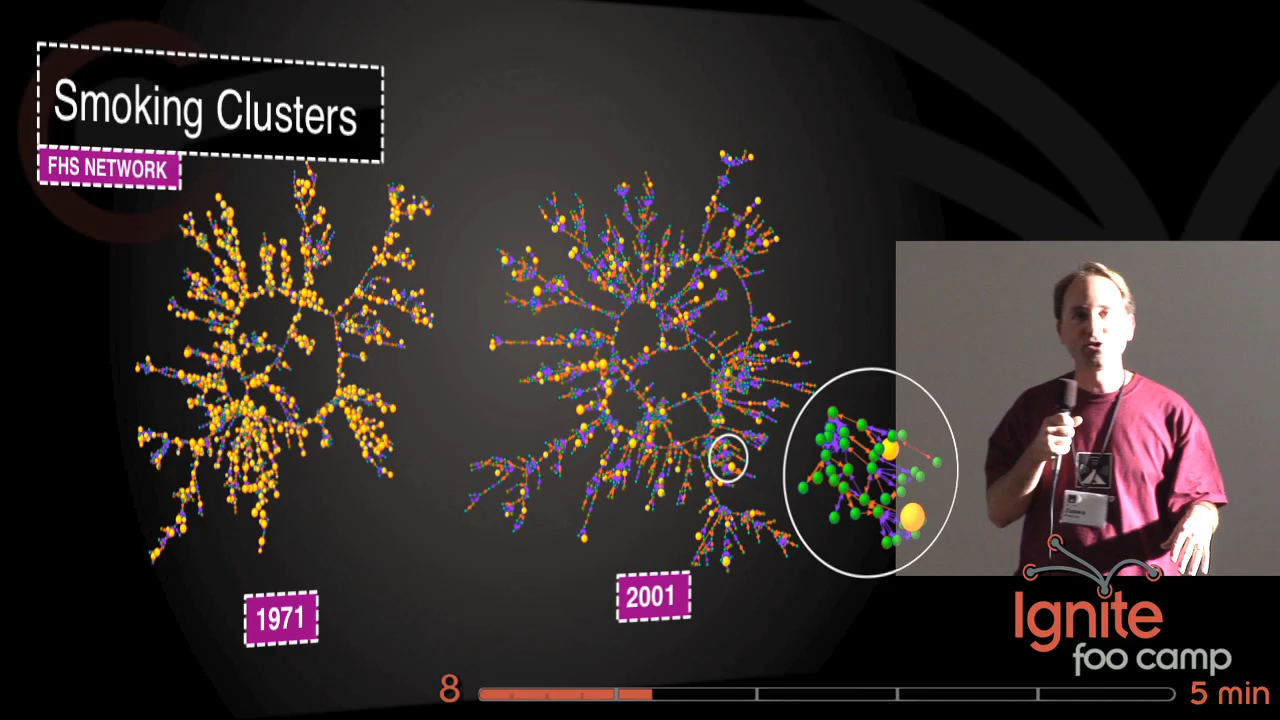 Smoking Clusters
FHS NETWORK
1971
2001
Ignite
foo camp
8
5 min